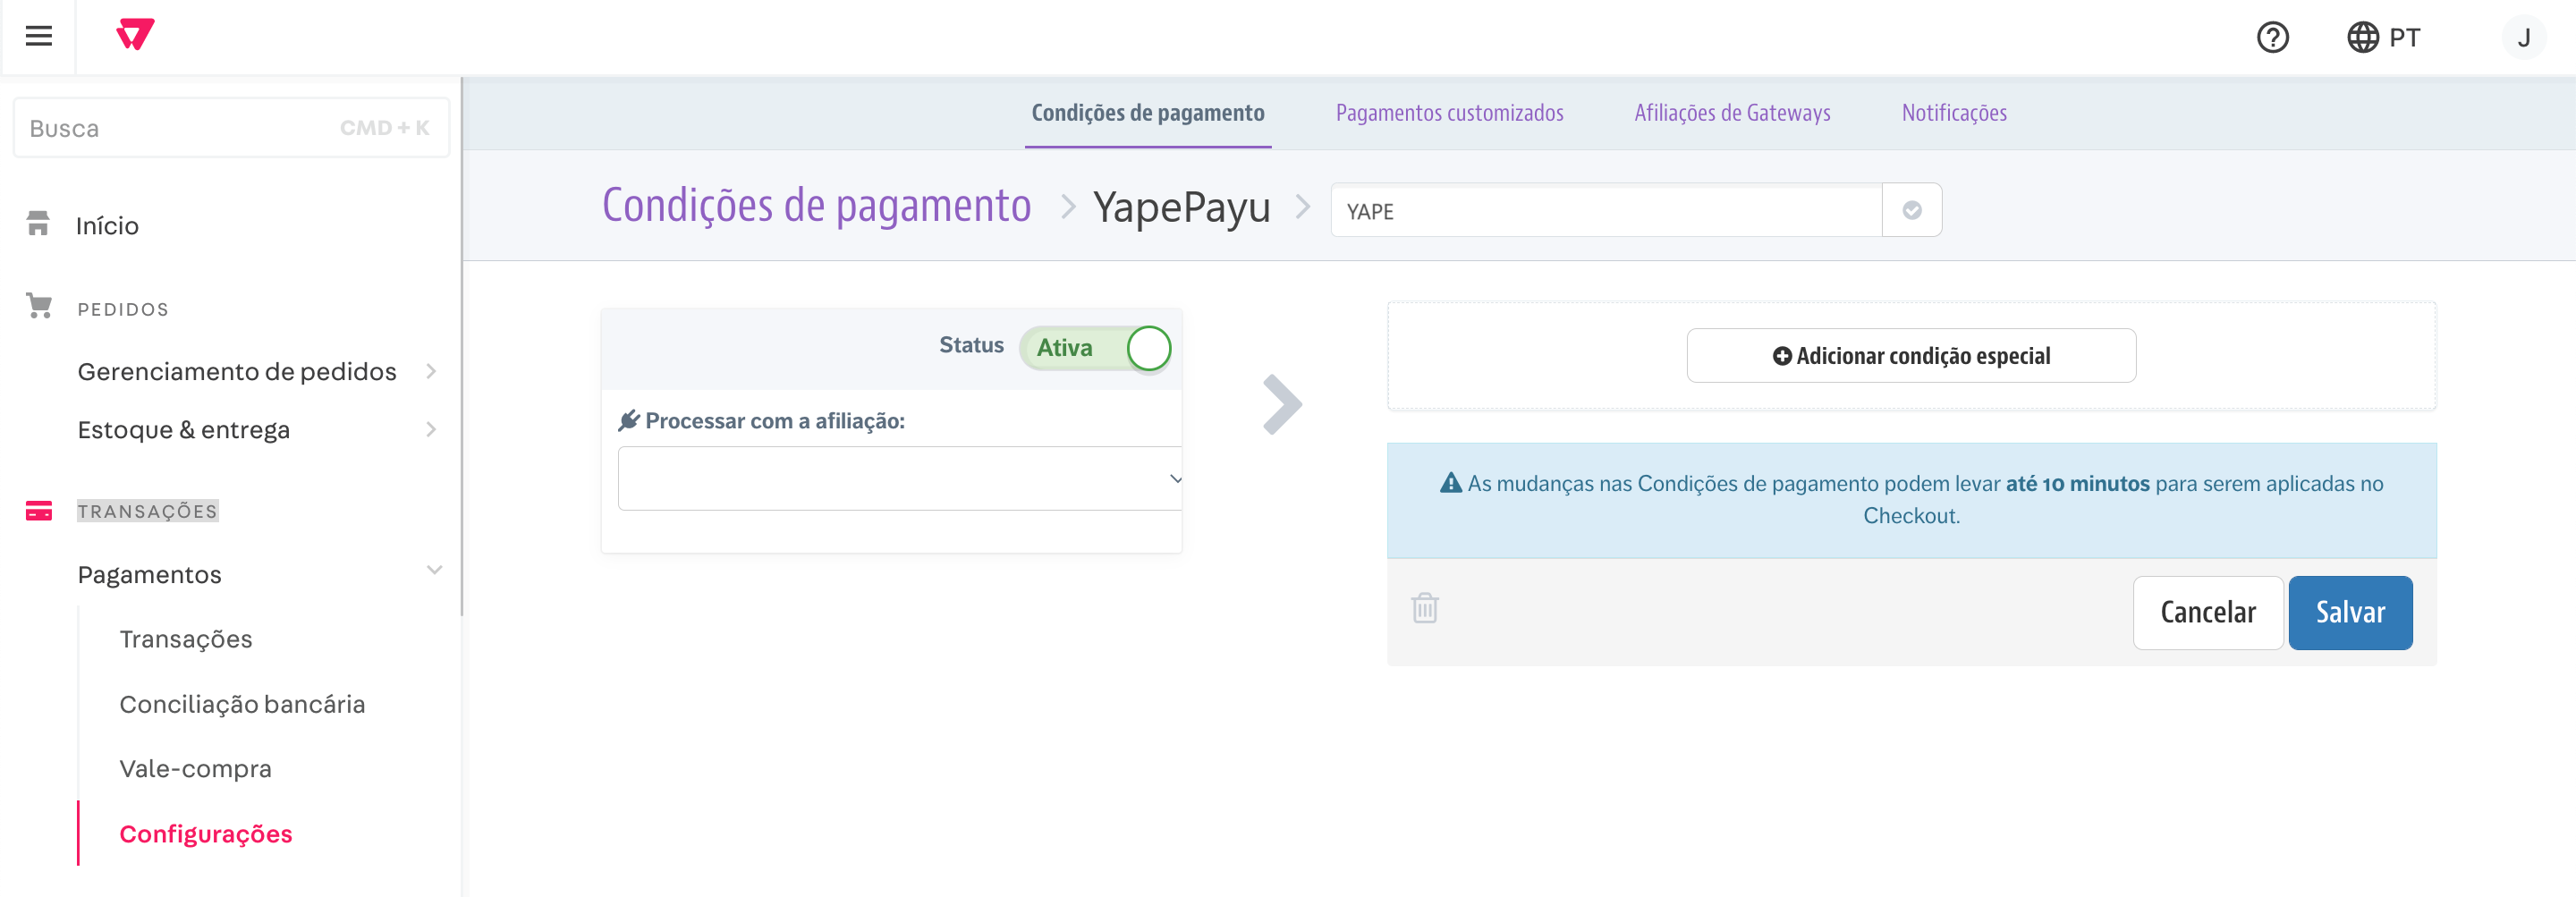 PT
J
Busca
CMD + K
Início
PEDIDOS
Gerenciamento de pedidos
Estoque & entrega
TRANSAÇÕES
Pagamentos
Transações
Conciliação bancária
Vale-compra
Configurações
Condições de pagamento
Pagamentos customizados
Afiliações de Gateways
Notificações
Condições de pagamento
YapePayu
YAPE
Status
Ativa
Processar com a afiliação:
Adicionar condição especial
As mudanças nas Condições de pagamento podem levar até 10 minutos para serem aplicadas no
Checkout.
Cancelar
Salvar